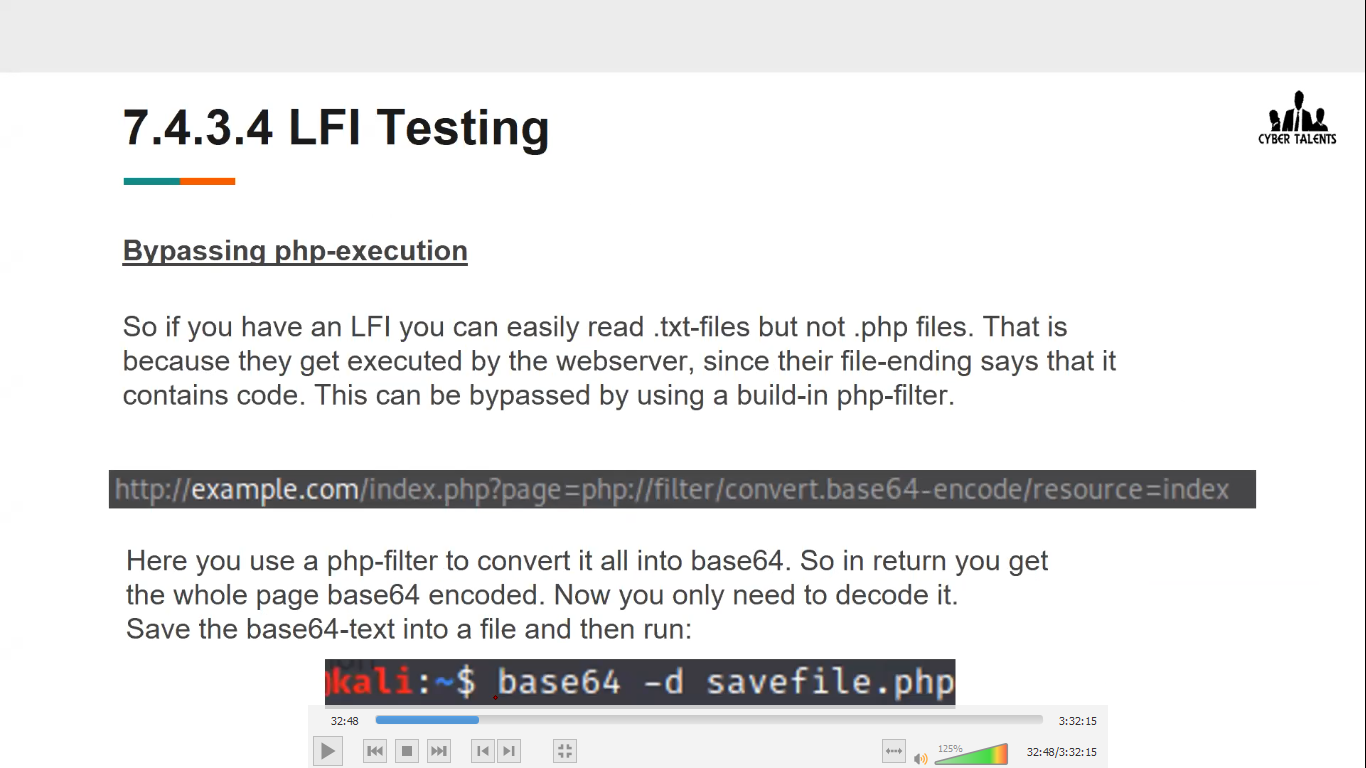 7.4.3.4 LFI Testing
CYBER TALENTS
Bypassing php-execution
So if you have an LFI you can easily read .txt-files but not .php files. That is
because they get executed by the webserver, since their file-ending says that it
contains code. This can be bypassed by using a build-in php-filter.
http://example.com/index.php?page=php://filter/convert.base64-encode/resource=index
Here you use a php-filter to convert it all into base64. So in return you get
the whole page base64 encoded. Now you only need to decode it.
Save the base64-text into a file and then run:
kali:~$ base64 -d savefile.php
32:48 3:32:15
125% 32:48/3:32:15